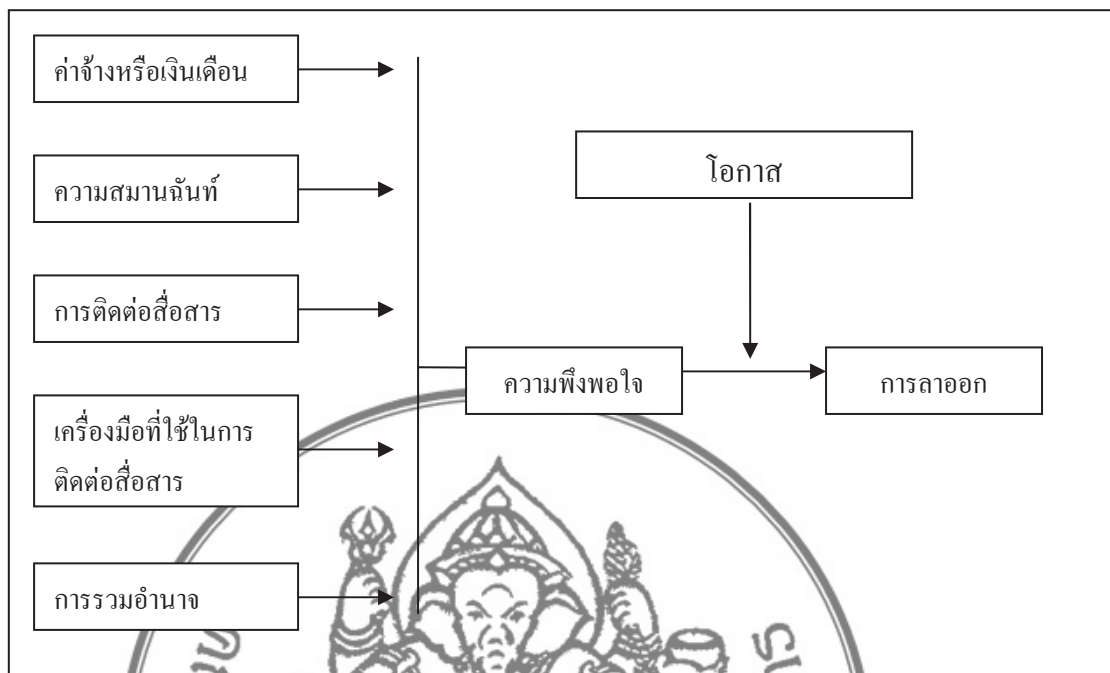 ค่าจ้างหรือเงินเดือน
ความสมานฉันท์
โอกาส
การติดต่อสื่อสาร
ความพึงพอใจ
การลาออก
เครื่องมือที่ใช้ในการ
ติดต่อสื่อสาร
การรวมอำนาจ